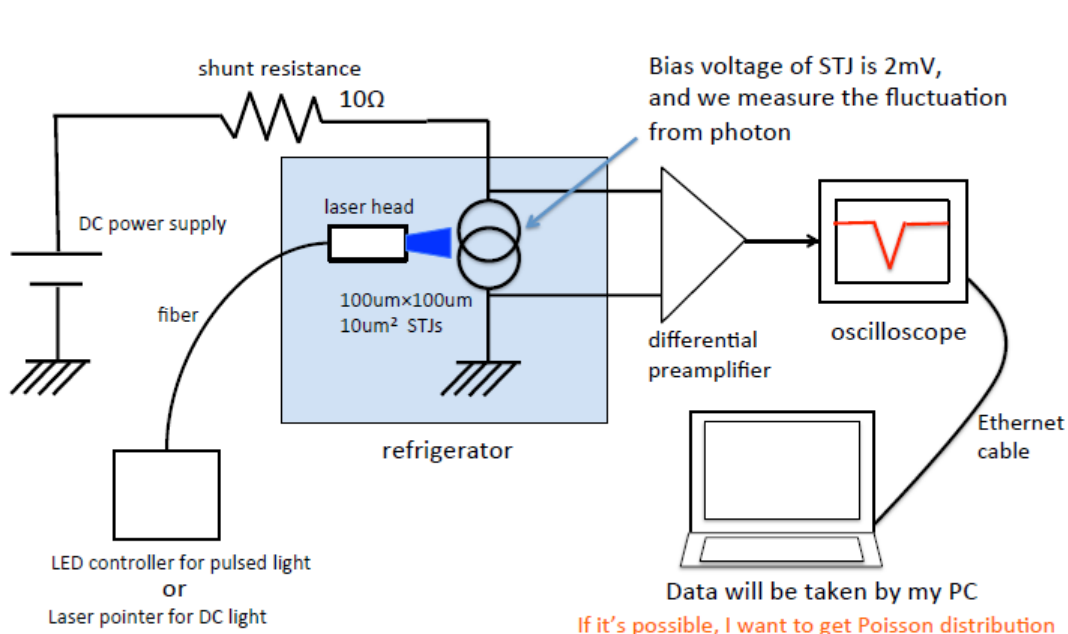 shunt resistance
10Ω
Bias voltage of STJ is 2mV,
and we measure the fluctuation
from photon
DC power supply
laser head
fiber
100um×100um
10um² STJs
differential
preamplifier
oscilloscope
refrigerator
Ethernet
cable
LED controller for pulsed light
or
Laser pointer for DC light
Data will be taken by my PC
If it's possible, I want to get Poisson distribution